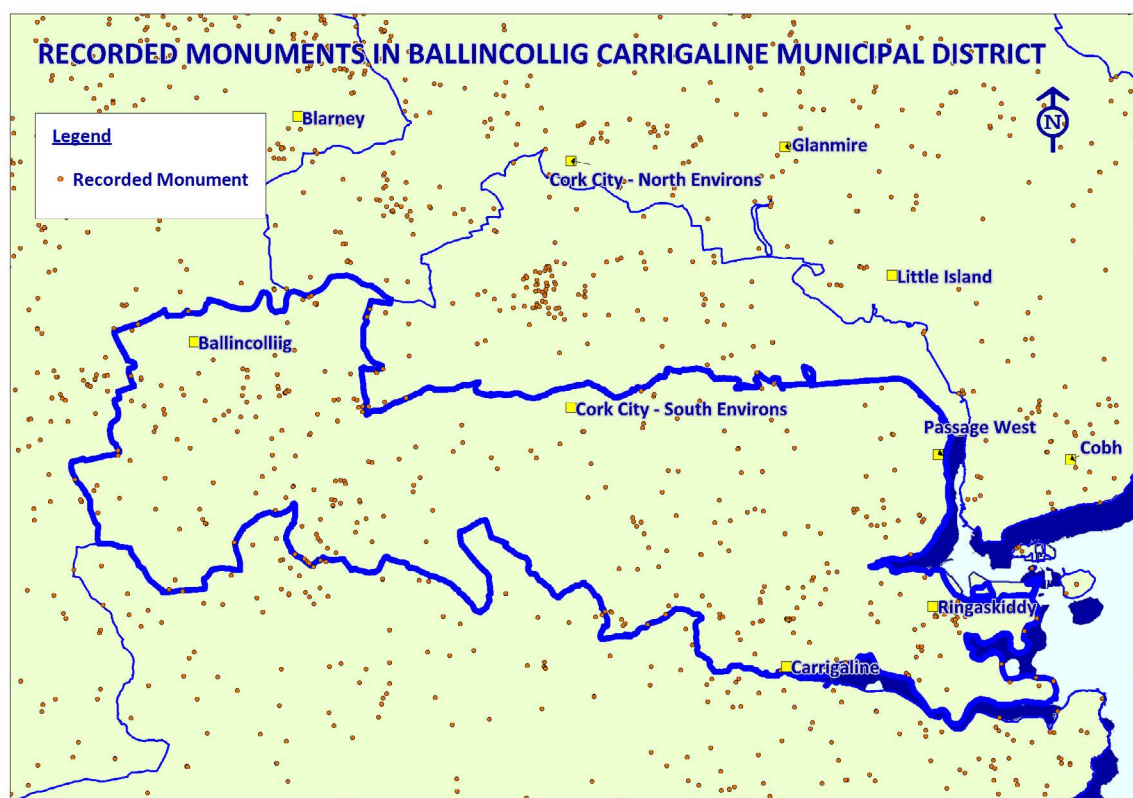 RECORDED MONUMENTS IN BALLINCOLLIG CARRIGALINE MUNICIPAL DISTRICT
Legend
Recorded Monument
N
Blarney
Glanmire
Cork City - North Environs
Little Island
Ballincolliig
Cork City - South Environs
Passage West
Cobh
Ringaskiddy
Carrigaline